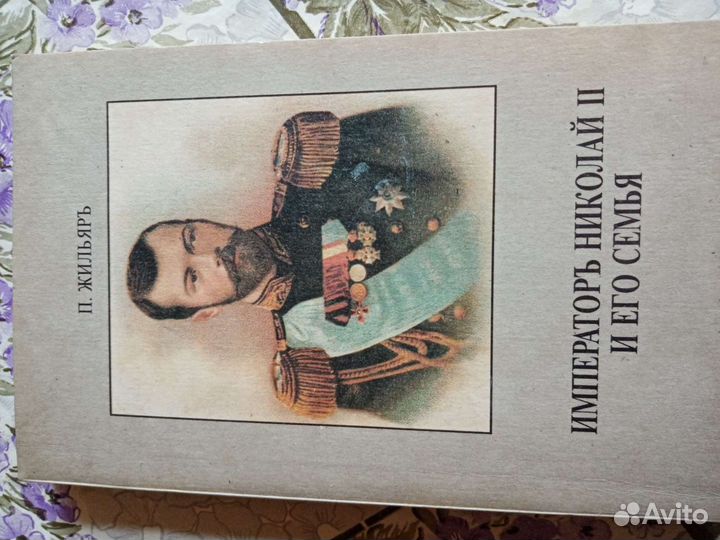 П. ЖИЛЬЯРЪ
ИМПЕРАТОРЪ НИКОЛАЙ II
И ЕГО СЕМЬЯ
Avito